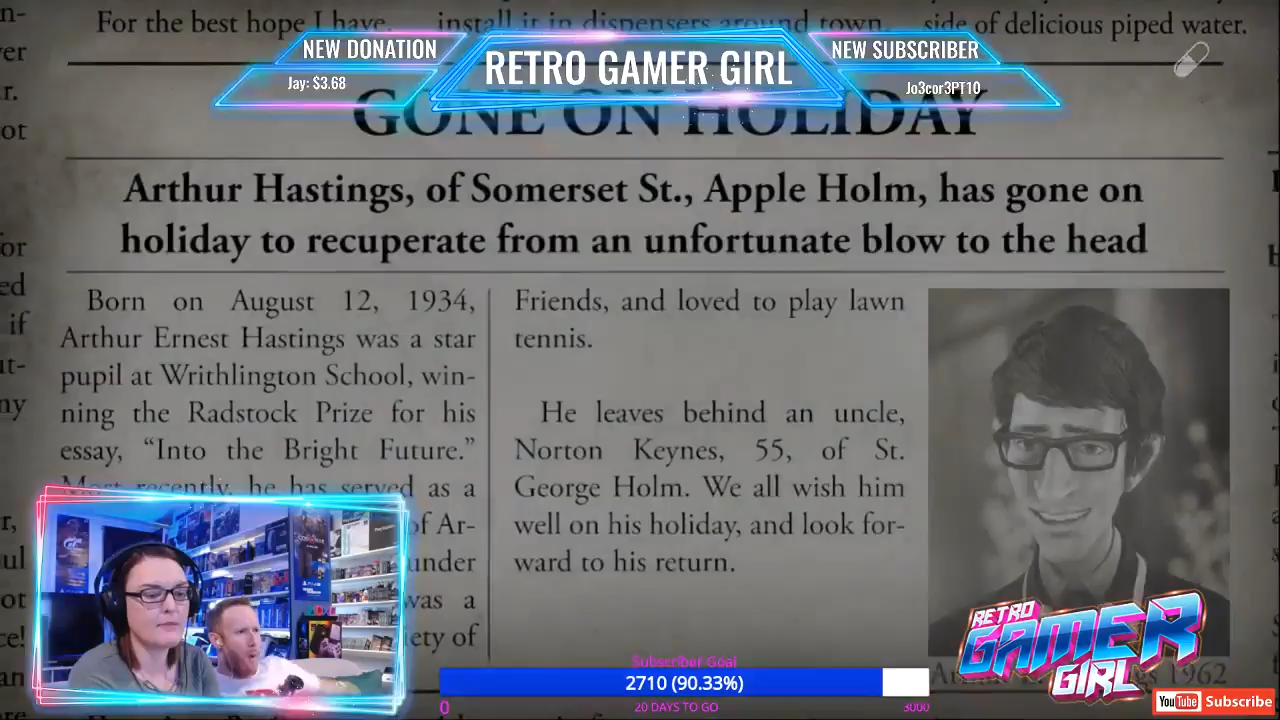 For the best hope I have. install it in dispensers around town. side of delicious piped water.
NEW DONATION
Jay: $3.68
RETRO GAMER GIRL
NEW SUBSCRIBER
Jo3cor3PT10
GONE ON HOLIDAY
Arthur Hastings, of Somerset St., Apple Holm, has gone on
holiday to recuperate from an unfortunate blow to the head
Born on August 12, 1934,
Arthur Ernest Hastings was a star
pupil at Writhlington School, win-
ning the Radstock Prize for his
essay, “Into the Bright Future.”
Most recently, he has served as a
of Ar-
under
was a
iety of
Friends, and loved to play lawn
tennis.
He leaves behind an uncle,
Norton Keynes, 55, of St.
George Holm. We all wish him
well on his holiday, and look for-
ward to his return.
1962
RETRO
GAMER
GIRL
Subscriber Goal
2710 (90.33%)
0
20 DAYS TO GO
3000
YouTube Subscribe